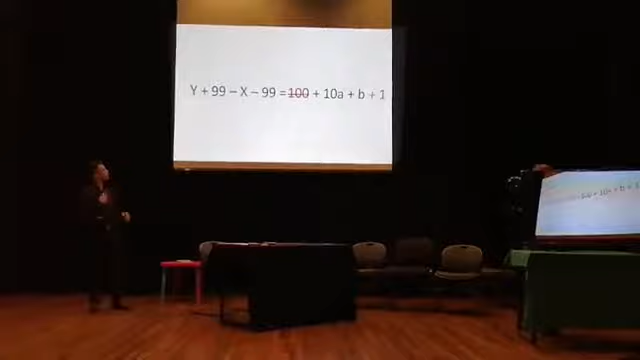 Y + 99 – X – 99 = 100 + 10a + b + 1